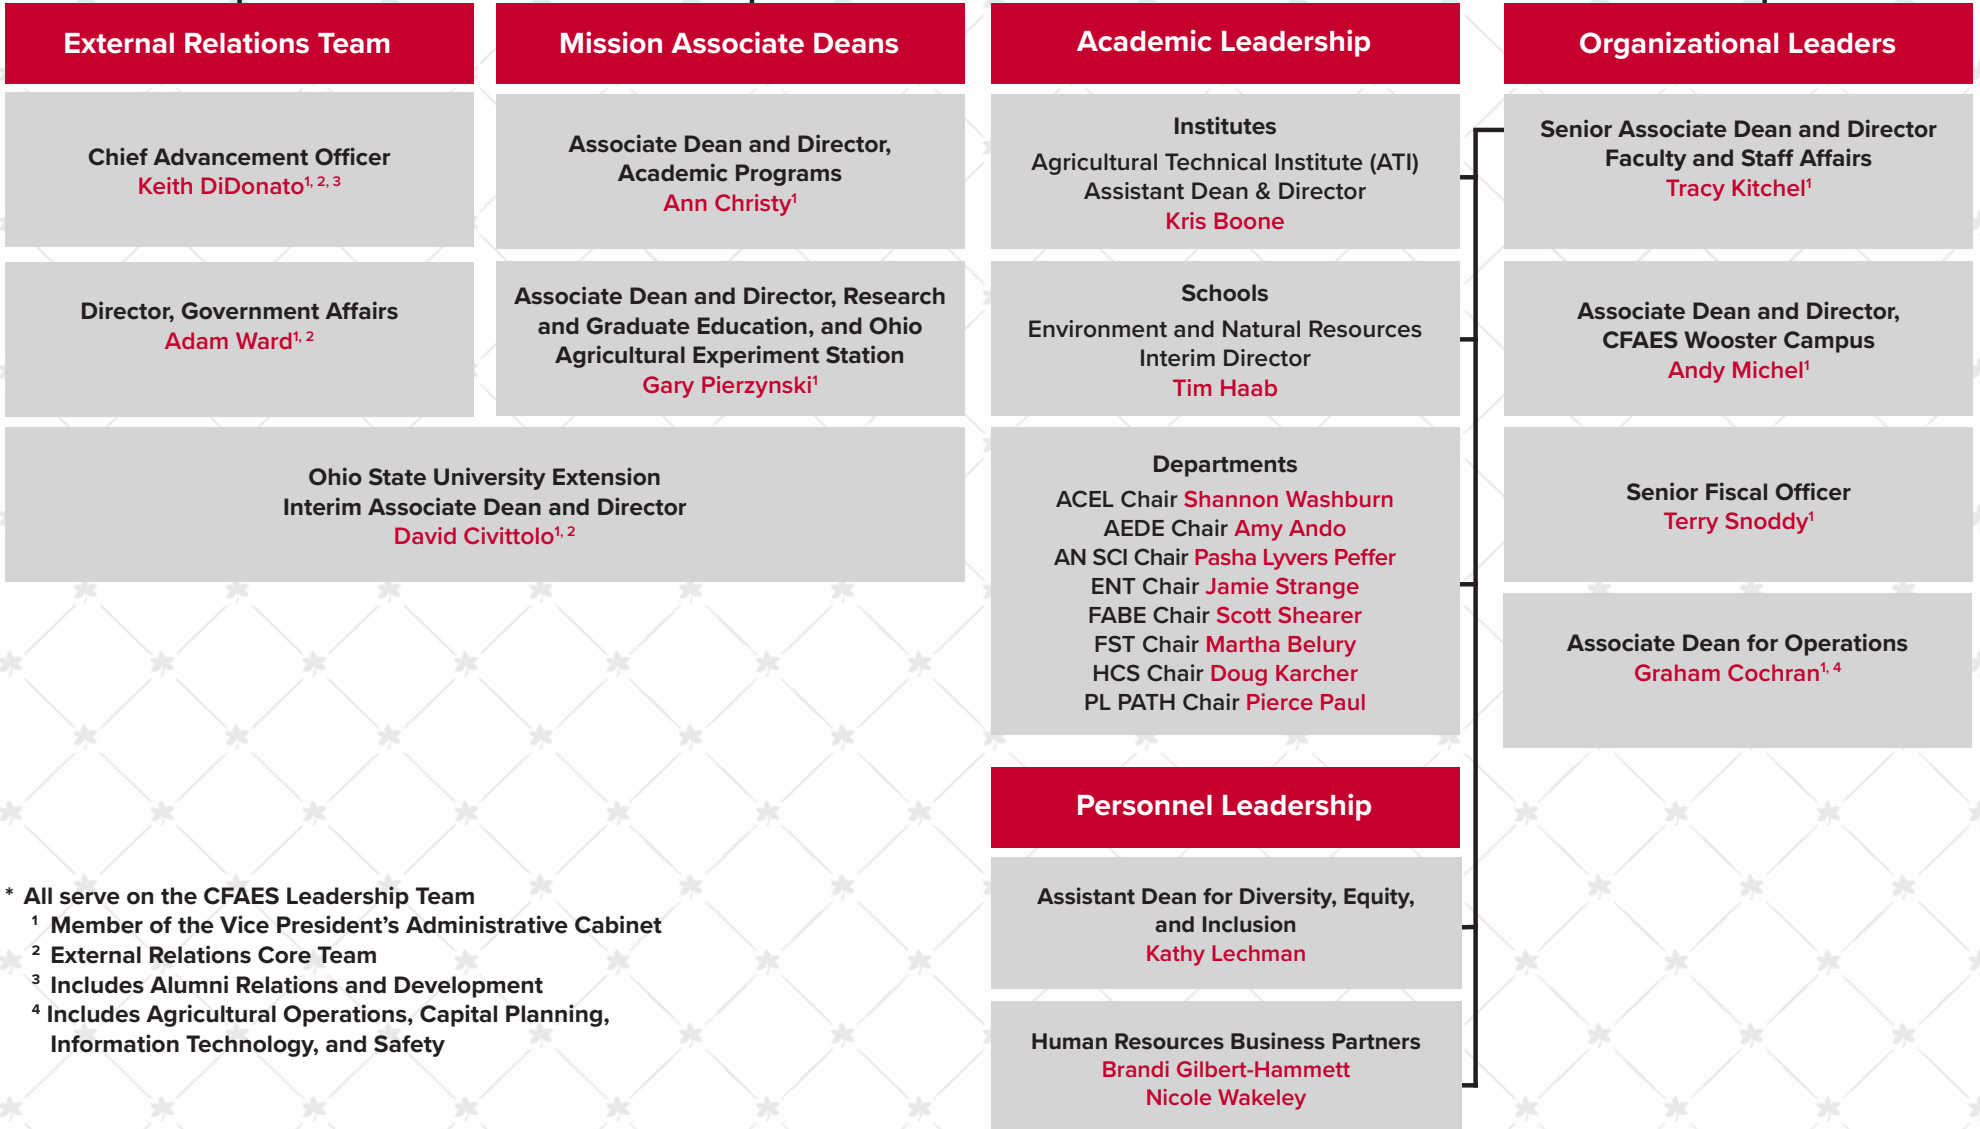 External Relations Team
Chief Advancement Officer
Keith DiDonato1, 2, 3
Director, Government Affairs
Adam Ward1, 2
Mission Associate Deans
Associate Dean and Director,
Academic Programs
Ann Christy1
Associate Dean and Director, Research
and Graduate Education, and Ohio
Agricultural Experiment Station
Gary Pierzynski1
Ohio State University Extension
Interim Associate Dean and Director
David Civittolo1, 2
Academic Leadership
Institutes
Agricultural Technical Institute (ATI)
Assistant Dean & Director
Kris Boone
Schools
Environment and Natural Resources
Interim Director
Tim Haab
Departments
ACEL Chair Shannon Washburn
AEDE Chair Amy Ando
AN SCI Chair Pasha Lyvers Peffer
ENT Chair Jamie Strange
FABE Chair Scott Shearer
FST Chair Martha Belury
HCS Chair Doug Karcher
PL PATH Chair Pierce Paul
Personnel Leadership
Assistant Dean for Diversity, Equity,
and Inclusion
Kathy Lechman
Human Resources Business Partners
Brandi Gilbert-Hammett
Nicole Wakeley
Organizational Leaders
Senior Associate Dean and Director
Faculty and Staff Affairs
Tracy Kitchel1
Associate Dean and Director,
CFAES Wooster Campus
Andy Michel1
Senior Fiscal Officer
Terry Snoddy1
Associate Dean for Operations
Graham Cochran1, 4
* All serve on the CFAES Leadership Team
1 Member of the Vice President’s Administrative Cabinet
2 External Relations Core Team
3 Includes Alumni Relations and Development
4 Includes Agricultural Operations, Capital Planning,
Information Technology, and Safety